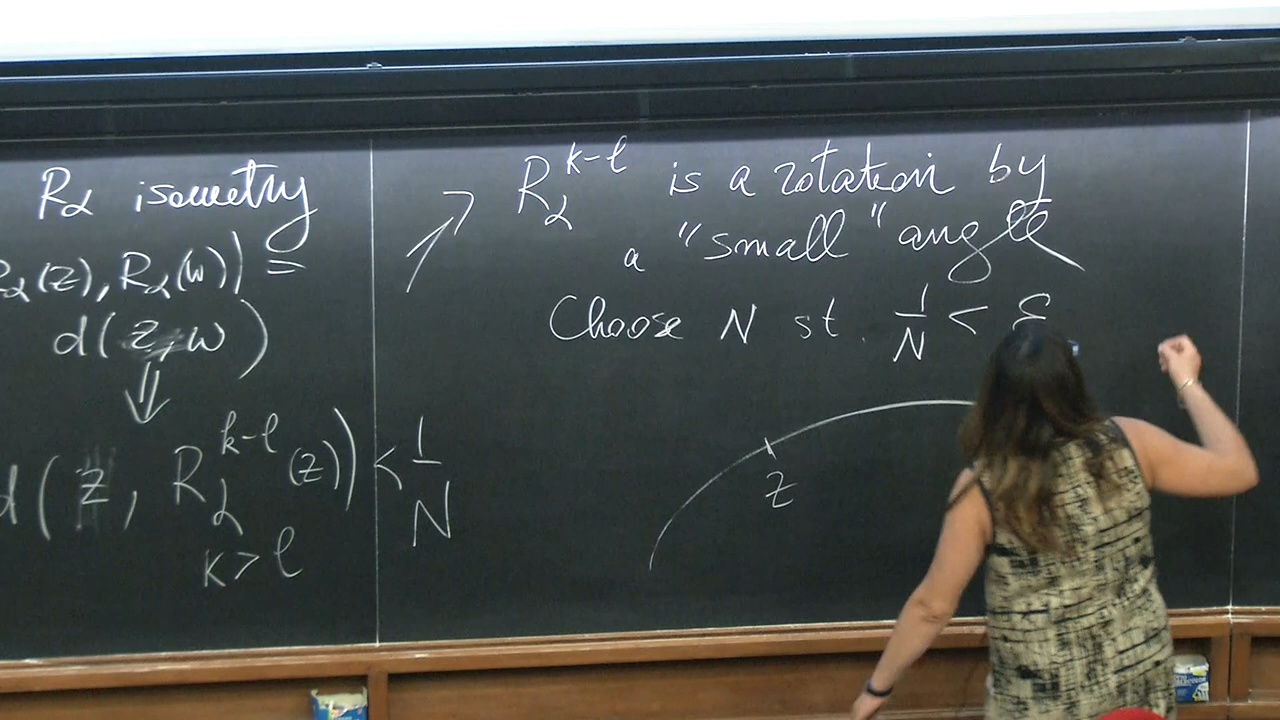 Rα isometry
Rα(z), Rα(w)) =
d(z, w)
⇓
d(z, Rα^{k-l}(z)) < 1/N
k > l
↗ Rα^{k-l} is a rotation by
a "small" angle
Choose N st. 1/N < ε
z